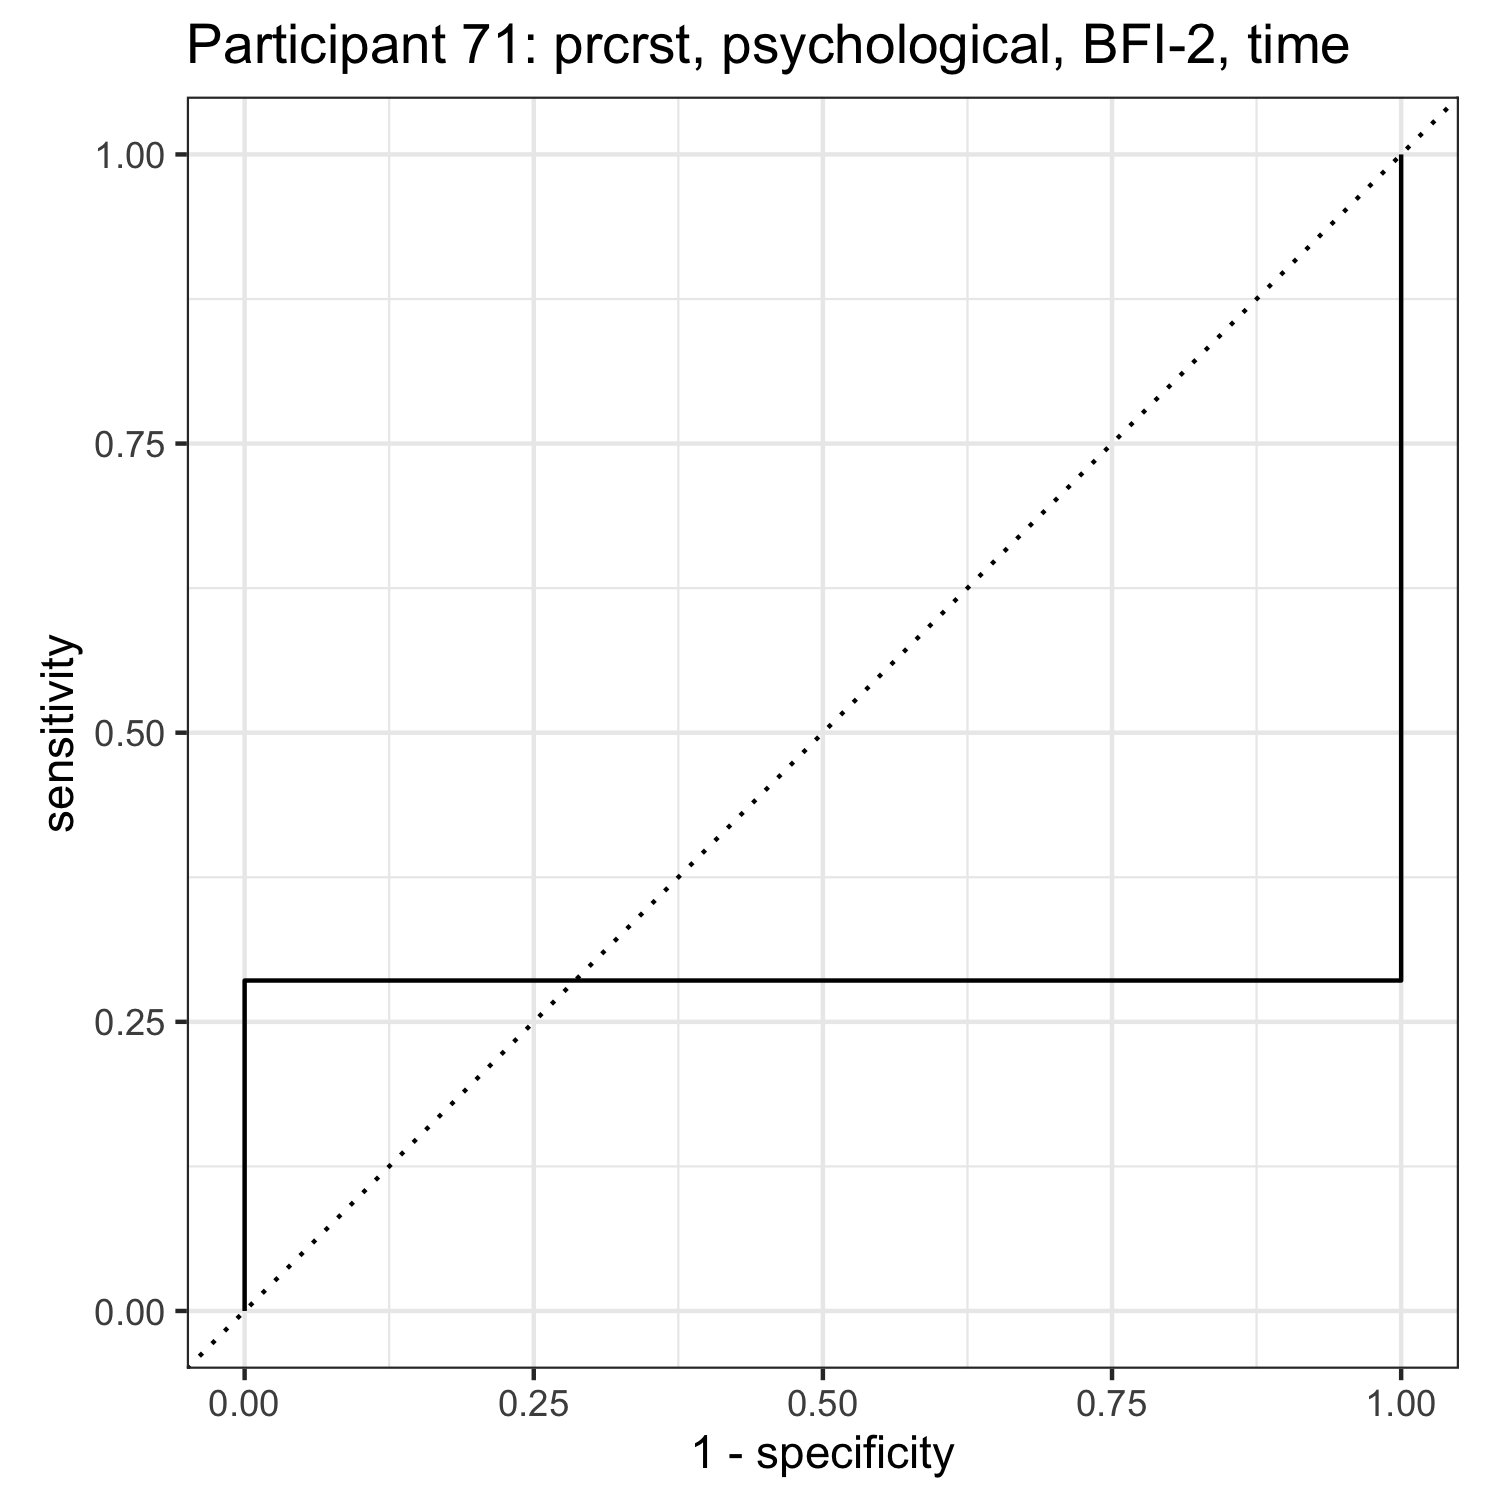 Participant 71: prcrst, psychological, BFI-2, time
1.00
0.75
0.50
0.25
0.00
sensitivity
0.00 0.25 0.50 0.75 1.00
1 - specificity